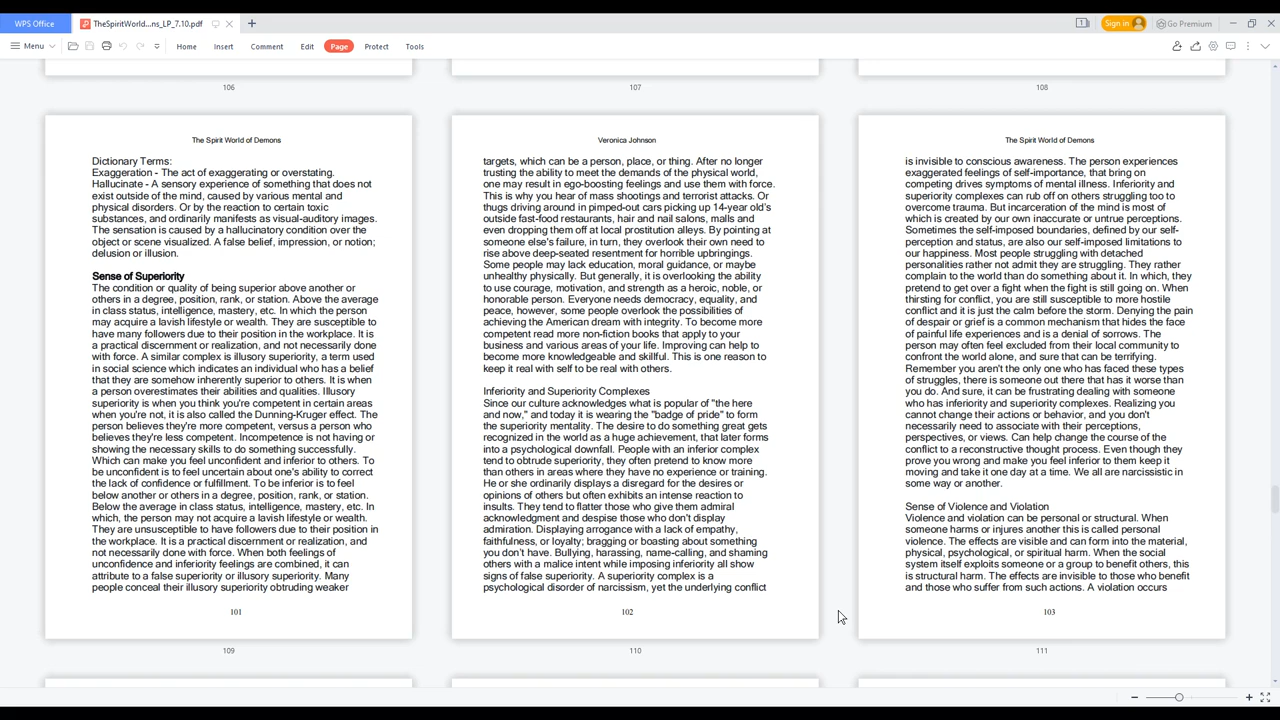 WPS Office
TheSpiritWorld...ns_LP_7.10.pdf
Sign in
Go Premium
Menu
Home
Insert
Comment
Edit
Page
Protect
Tools
106
107
108
The Spirit World of Demons
Dictionary Terms:
Exaggeration - The act of exaggerating or overstating.
Hallucinate - A sensory experience of something that does not
exist outside of the mind, caused by various mental and
physical disorders. Or by the reaction to certain toxic
substances, and ordinarily manifests as visual-auditory images.
The sensation is caused by a hallucinatory condition over the
object or scene visualized. A false belief, impression, or notion;
delusion or illusion.
Sense of Superiority
The condition or quality of being superior above another or
others in a degree, position, rank, or station. Above the average
in class status, intelligence, mastery, etc. In which the person
may acquire a lavish lifestyle or wealth. They are susceptible to
have many followers due to their position in the workplace. It is
a practical discernment or realization, and not necessarily done
with force. A similar complex is illusory superiority, a term used
in social science which indicates an individual who has a belief
that they are somehow inherently superior to others. It is when
a person overestimates their abilities and qualities. Illusory
superiority is when you think you're competent in certain areas
when you're not, it is also called the Dunning-Kruger effect. The
person believes they're more competent, versus a person who
believes they're less competent. Incompetence is not having or
showing the necessary skills to do something successfully.
Which can make you feel unconfident and inferior to others. To
be unconfident is to feel uncertain about one's ability to correct
the lack of confidence or fulfillment. To be inferior is to feel
below another or others in a degree, position, rank, or station.
Below the average in class status, intelligence, mastery, etc. In
which, the person may not acquire a lavish lifestyle or wealth.
They are unsusceptible to have followers due to their position in
the workplace. It is a practical discernment or realization, and
not necessarily done with force. When both feelings of
unconfidence and inferiority feelings are combined, it can
attribute to a false superiority or illusory superiority. Many
people conceal their illusory superiority obtruding weaker
101
109
Veronica Johnson
targets, which can be a person, place, or thing. After no longer
trusting the ability to meet the demands of the physical world,
one may result in ego-boosting feelings and use them with force.
This is why you hear of mass shootings and terrorist attacks. Or
thugs driving around in pimped-out cars picking up 14-year old's
outside fast-food restaurants, hair and nail salons, malls and
even dropping them off at local prostitution alleys. By pointing at
someone else's failure, in turn, they overlook their own need to
rise above deep-seated resentment for horrible upbringings.
Some people may lack education, moral guidance, or maybe
unhealthy physically. But generally, it is overlooking the ability
to use courage, motivation, and strength as a heroic, noble, or
honorable person. Everyone needs democracy, equality, and
peace, however, some people overlook the possibilities of
achieving the American dream with integrity. To become more
competent read more non-fiction books that apply to your
business and various areas of your life. Improving can help to
become more knowledgeable and skillful. This is one reason to
keep it real with self to be real with others.
Inferiority and Superiority Complexes
Since our culture acknowledges what is popular of "the here
and now," and today it is wearing the "badge of pride" to form
the superiority mentality. The desire to do something great gets
recognized in the world as a huge achievement, that later forms
into a psychological downfall. People with an inferior complex
tend to obtrude superiority, they often pretend to know more
than others in areas where they have no experience or training.
He or she ordinarily displays a disregard for the desires or
opinions of others but often exhibits an intense reaction to
insults. They tend to flatter those who give them admiral
acknowledgment and despise those who don't display
admiration. Displaying arrogance with a lack of empathy,
faithfulness, or loyalty; bragging or boasting about something
you don't have. Bullying, harassing, name-calling, and shaming
others with a malice intent while imposing inferiority all show
signs of false superiority. A superiority complex is a
psychological disorder of narcissism, yet the underlying conflict
102
110
The Spirit World of Demons
is invisible to conscious awareness. The person experiences
exaggerated feelings of self-importance, that bring on
competing drives symptoms of mental illness. Inferiority and
superiority complexes can rub off on others struggling too to
overcome trauma. But incarceration of the mind is most of
which is created by our own inaccurate or untrue perceptions.
Sometimes the self-imposed boundaries, defined by our self-
perception and status, are also our self-imposed limitations to
our happiness. Most people struggling with detached
personalities rather not admit they are struggling. They rather
complain to the world than do something about it. In which, they
pretend to get over a fight when the fight is still going on. When
thirsting for conflict, you are still susceptible to more hostile
conflict and it is just the calm before the storm. Denying the pain
of despair or grief is a common mechanism that hides the face
of painful life experiences and is a denial of sorrows. The
person may often feel excluded from their local community to
confront the world alone, and sure that can be terrifying.
Remember you aren't the only one who has faced these types
of struggles, there is someone out there that has it worse than
you do. And sure, it can be frustrating dealing with someone
who has inferiority and superiority complexes. Realizing you
cannot change their actions or behavior, and you don't
necessarily need to associate with their perceptions,
perspectives, or views. Can help change the course of the
conflict to a reconstructive thought process. Even though they
prove you wrong and make you feel inferior to them keep it
moving and take it one day at a time. We all are narcissistic in
some way or another.
Sense of Violence and Violation
Violence and violation can be personal or structural. When
someone harms or injures another this is called personal
violence. The effects are visible and can form into the material,
physical, psychological, or spiritual harm. When the social
system itself exploits someone or a group to benefit others, this
is structural harm. The effects are invisible to those who benefit
and those who suffer from such actions. A violation occurs
103
111